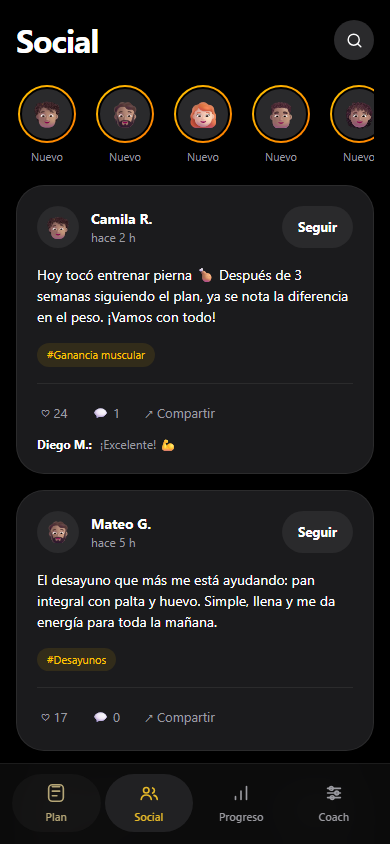 Social
Nuevo
Nuevo
Nuevo
Nuevo
Nuevo
Camila R.
hace 2 h
Seguir
Hoy tocó entrenar pierna 🍗 Después de 3
semanas siguiendo el plan, ya se nota la diferencia
en el peso. ¡Vamos con todo!
#Ganancia muscular
♡ 24 💬 1 ↗ Compartir
Diego M.: ¡Excelente! 💪
Mateo G.
hace 5 h
Seguir
El desayuno que más me está ayudando: pan
integral con palta y huevo. Simple, llena y me da
energía para toda la mañana.
#Desayunos
♡ 17 💬 0 ↗ Compartir
Plan
Social
Progreso
Coach